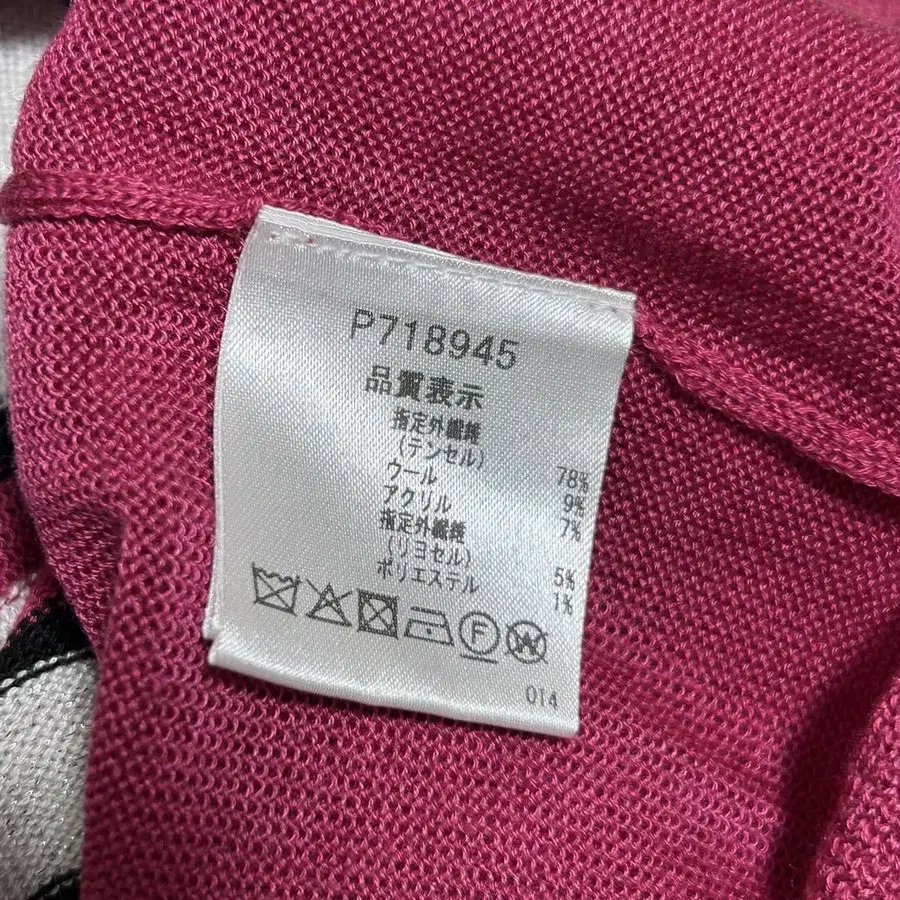 P718945
品質表示
指定外繊維
(テンセル) 78%
ウール 9%
アクリル 7%
指定外繊維
(リヨセル) 5%
ポリエステル 1%
F W
014